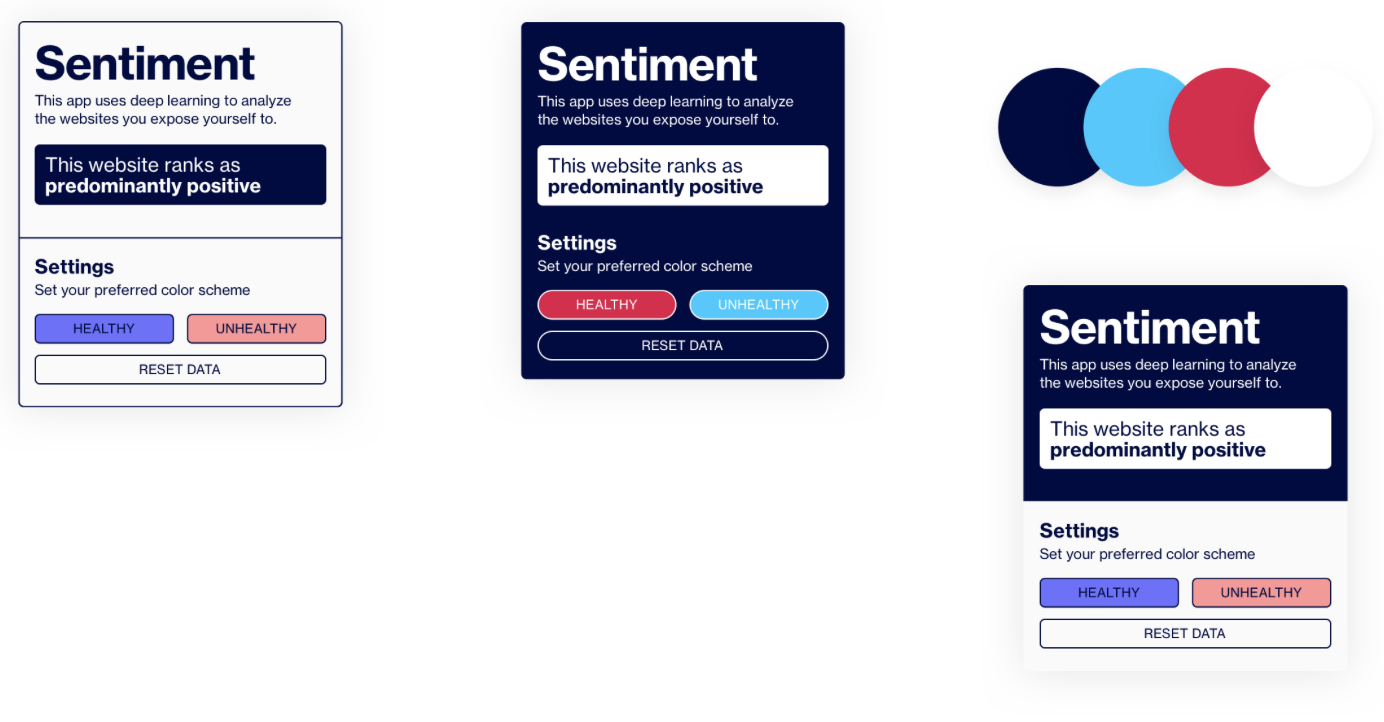 Sentiment
This app uses deep learning to analyze
the websites you expose yourself to.
This website ranks as
predominantly positive
Settings
Set your preferred color scheme
HEALTHY
UNHEALTHY
RESET DATA
Sentiment
This app uses deep learning to analyze
the websites you expose yourself to.
This website ranks as
predominantly positive
Settings
Set your preferred color scheme
HEALTHY
UNHEALTHY
RESET DATA
Sentiment
This app uses deep learning to analyze
the websites you expose yourself to.
This website ranks as
predominantly positive
Settings
Set your preferred color scheme
HEALTHY
UNHEALTHY
RESET DATA